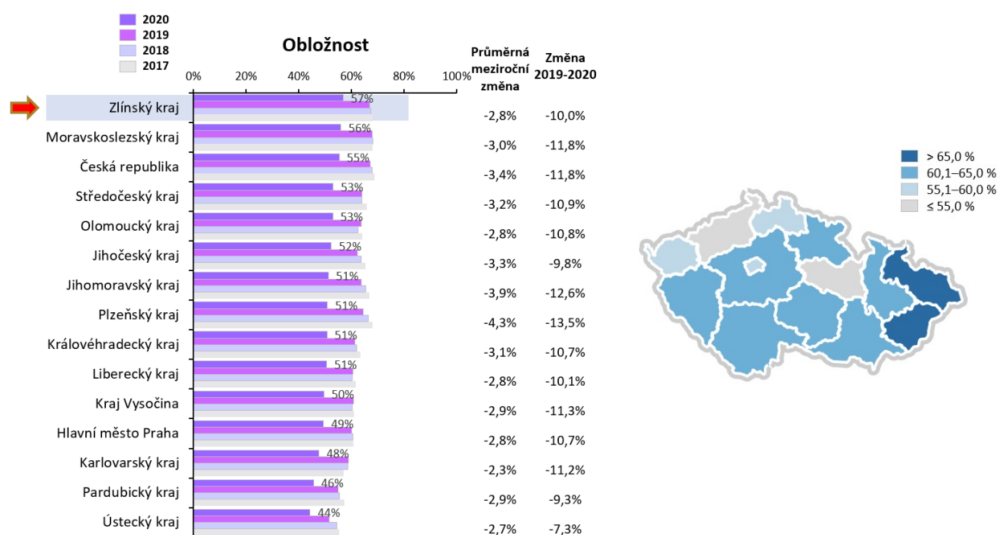 2020
2019
2018
2017
Obložnost
Průměrná
meziroční
změna
Změna
2019-2020
0% 20% 40% 60% 80% 100%
Zlínský kraj 57% -2,8% -10,0%
Moravskoslezský kraj 56% -3,0% -11,8%
Česká republika 55% -3,4% -11,8%
Středočeský kraj 53% -3,2% -10,9%
Olomoucký kraj 53% -2,8% -10,8%
Jihočeský kraj 52% -3,3% -9,8%
Jihomoravský kraj 51% -3,9% -12,6%
Plzeňský kraj 51% -4,3% -13,5%
Královéhradecký kraj 51% -3,1% -10,7%
Liberecký kraj 51% -2,8% -10,1%
Kraj Vysočina 50% -2,9% -11,3%
Hlavní město Praha 49% -2,8% -10,7%
Karlovarský kraj 48% -2,3% -11,2%
Pardubický kraj 46% -2,9% -9,3%
Ústecký kraj 44% -2,7% -7,3%
> 65,0 %
60,1–65,0 %
55,1–60,0 %
≤ 55,0 %